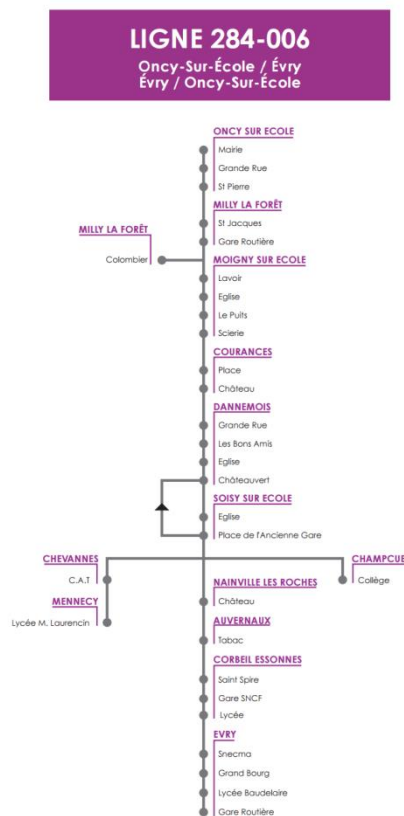 LIGNE 284-006
Oncy-Sur-École / Évry
Évry / Oncy-Sur-École
ONCY SUR ECOLE
Mairie
Grande Rue
St Pierre
MILLY LA FORÊT
St Jacques
Gare Routière
MILLY LA FORÊT
Colombier
MOIGNY SUR ECOLE
Lavoir
Eglise
Le Puits
Scierie
COURANCES
Place
Château
DANNEMOIS
Grande Rue
Les Bons Amis
Eglise
Châteauvert
SOISY SUR ECOLE
Eglise
Place de l'Ancienne Gare
CHEVANNES
C.A.T
MENNECY
Lycée M. Laurencin
CHAMPCUEIL
Collège
NAINVILLE LES ROCHES
Château
AUVERNAUX
Tabac
CORBEIL ESSONNES
Saint Spire
Gare SNCF
Lycée
EVRY
Snecma
Grand Bourg
Lycée Baudelaire
Gare Routière